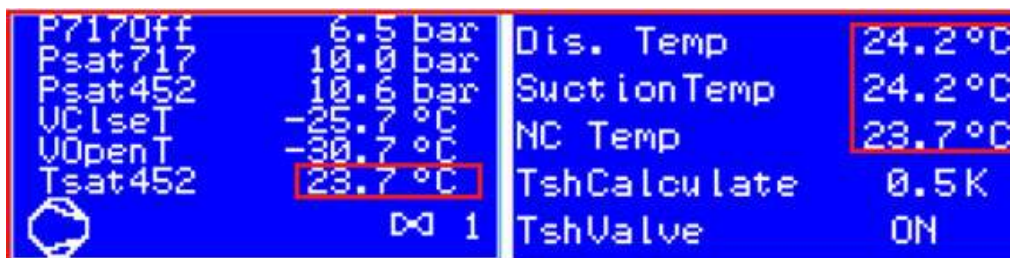 P717Off 6.5 bar
Psat717 10.0 bar
Psat452 10.6 bar
VClseT -25.7 °C
VOpenT -30.7 °C
Tsat452 23.7 °C
1
Dis. Temp 24.2°C
SuctionTemp 24.2°C
NC Temp 23.7°C
TshCalculate 0.5K
TshValve ON